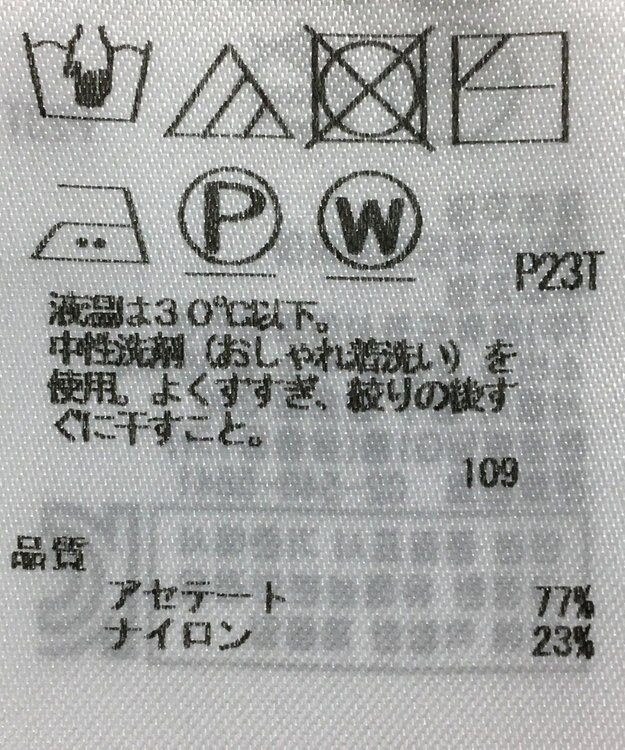 P W
P23T
液温は30℃以下。
中性洗剤（おしゃれ着洗い）を
使用。よくすすぎ、絞りの後す
ぐに干すこと。
109
品質
アセテート 77%
ナイロン 23%